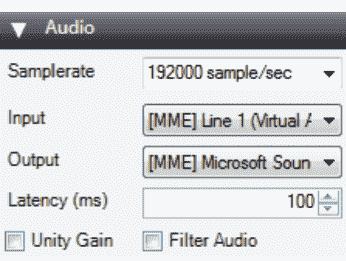 Audio
Samplerate 192000 sample/sec
Input [MME] Line 1 (Virtual A
Output [MME] Microsoft Soun
Latency (ms) 100
Unity Gain Filter Audio